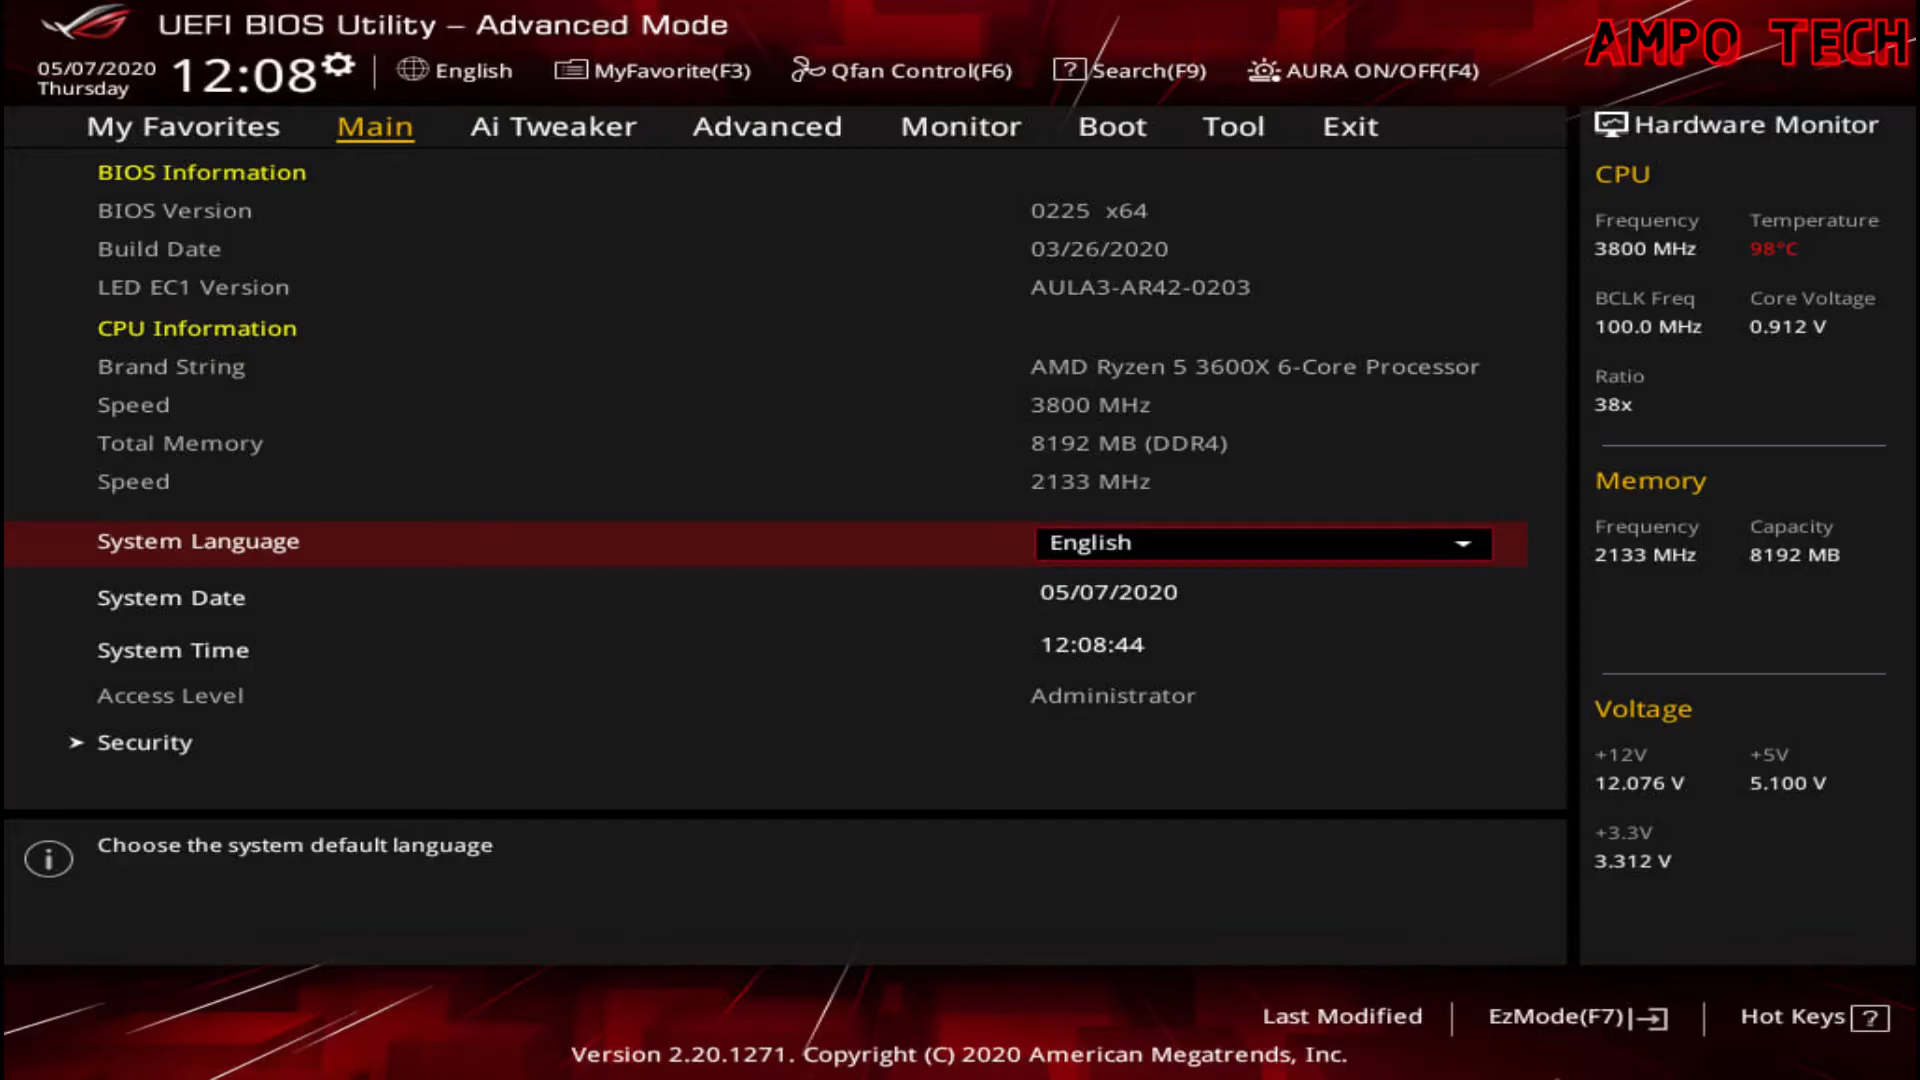 UEFI BIOS Utility – Advanced Mode
AMPO TECH
05/07/2020
Thursday
12:08
English
MyFavorite(F3)
Qfan Control(F6)
Search(F9)
AURA ON/OFF(F4)
My Favorites Main Ai Tweaker Advanced Monitor Boot Tool Exit
BIOS Information
BIOS Version 0225 x64
Build Date 03/26/2020
LED EC1 Version AULA3-AR42-0203
CPU Information
Brand String AMD Ryzen 5 3600X 6-Core Processor
Speed 3800 MHz
Total Memory 8192 MB (DDR4)
Speed 2133 MHz
System Language English
System Date 05/07/2020
System Time 12:08:44
Access Level Administrator
Security
Choose the system default language
Hardware Monitor
CPU
Frequency Temperature
3800 MHz 98°C
BCLK Freq Core Voltage
100.0 MHz 0.912 V
Ratio
38x
Memory
Frequency Capacity
2133 MHz 8192 MB
Voltage
+12V +5V
12.076 V 5.100 V
+3.3V
3.312 V
Last Modified
EzMode(F7)
Hot Keys ?
Version 2.20.1271. Copyright (C) 2020 American Megatrends, Inc.